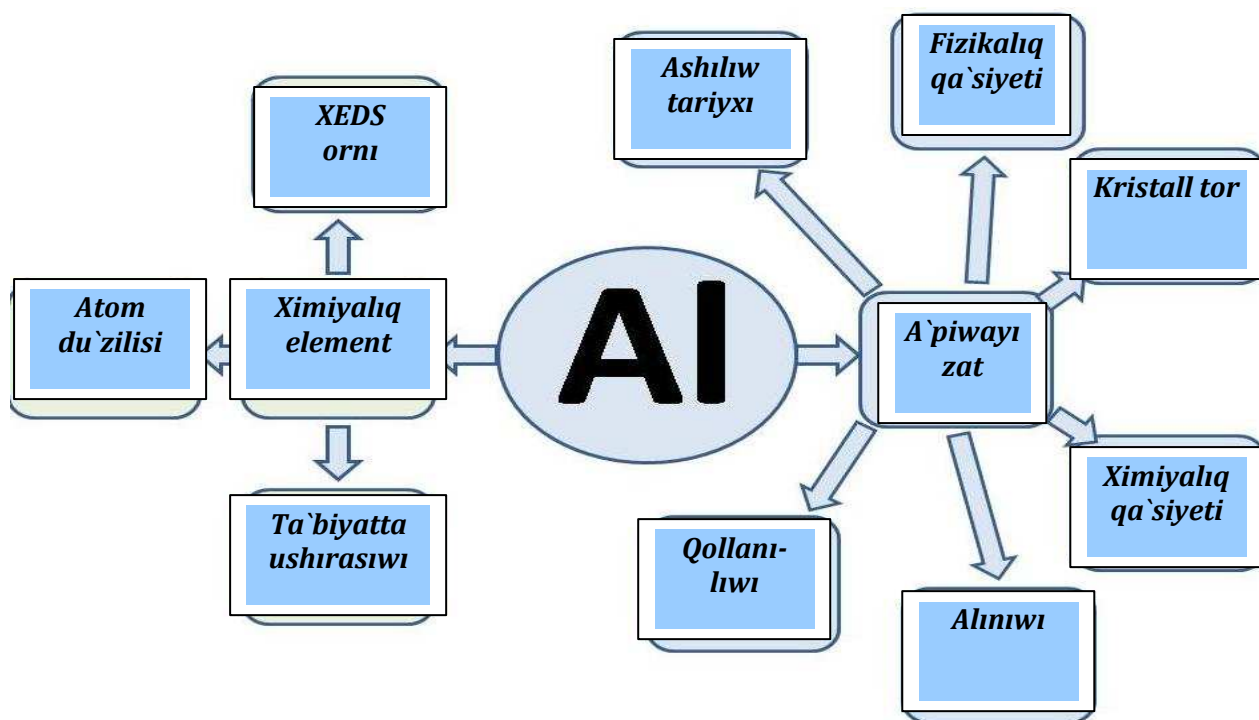 XEDS
ornı
Atom
du`zilisi
Ximiyalıq
element
Ta`biyatta
ushırasıwı
Al
Ashılıw
tariyxı
Fizikalıq
qa`siyeti
Kristall tor
A`piwayı
zat
Ximiyalıq
qa`siyeti
Qollanı-
lıwı
Alınıwı